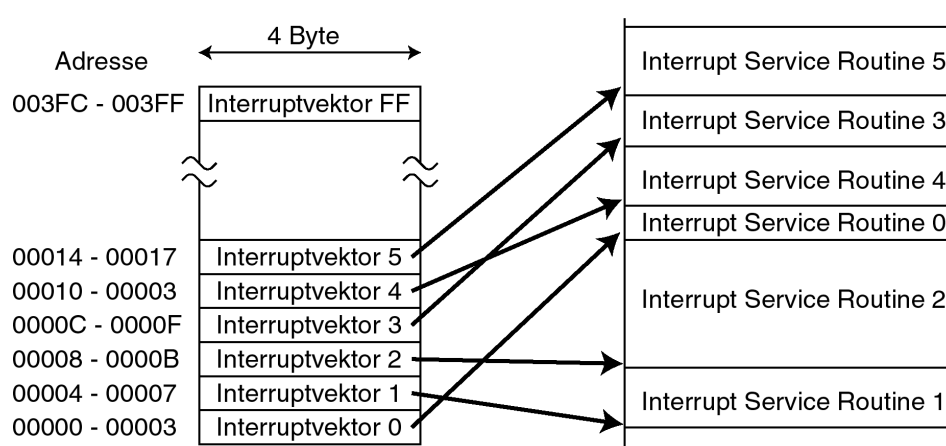 4 Byte
Adresse
003FC - 003FF Interruptvektor FF
00014 - 00017 Interruptvektor 5
00010 - 00003 Interruptvektor 4
0000C - 0000F Interruptvektor 3
00008 - 0000B Interruptvektor 2
00004 - 00007 Interruptvektor 1
00000 - 00003 Interruptvektor 0
Interrupt Service Routine 5
Interrupt Service Routine 3
Interrupt Service Routine 4
Interrupt Service Routine 0
Interrupt Service Routine 2
Interrupt Service Routine 1